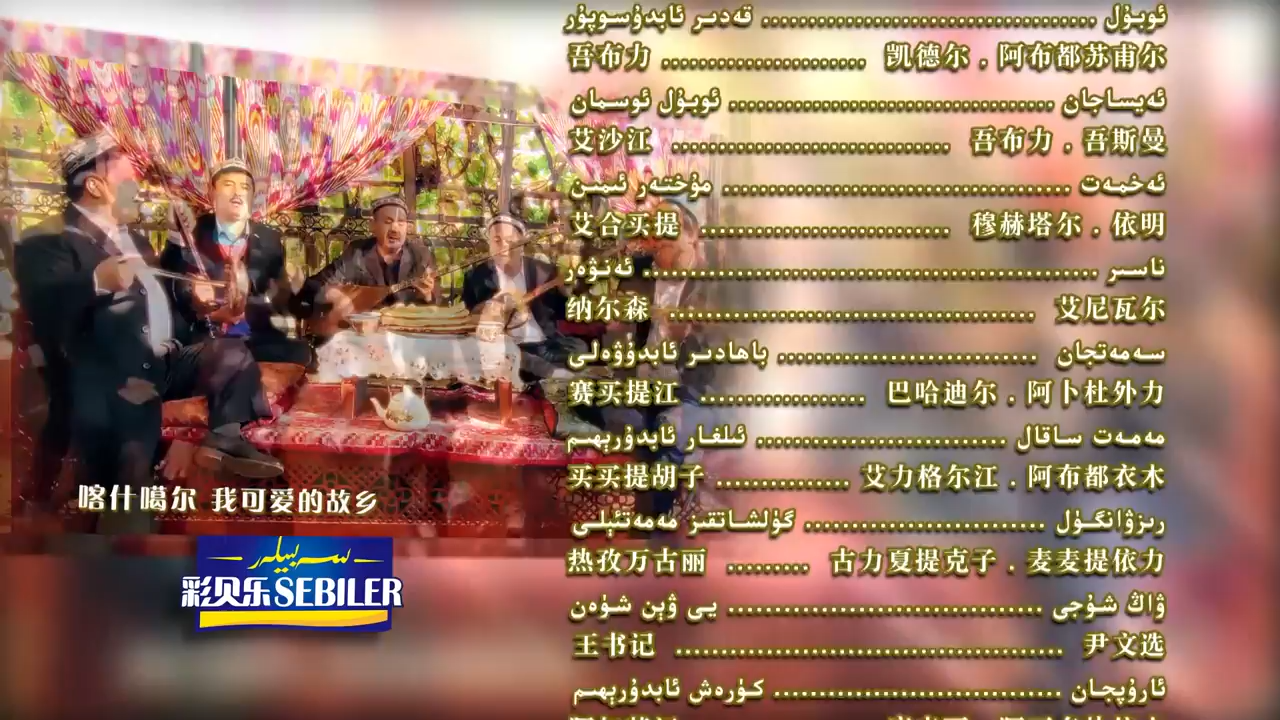 ئوبۇل ................................ قەدىر ئابدۇسوپۇر
吾布力 ...................... 凯德尔．阿布都苏甫尔
ئەيساجان ................................ ئوبۇل ئوسمان
艾沙江 .............................. 吾布力．吾斯曼
ئەخمەت ................................ مۇختەر ئىمىن
艾合买提 ........................... 穆赫塔尔．依明
ناسىر ................................ ئەنۋەر
纳尔森 ....................................... 艾尼瓦尔
سەمەتجان ............................ باھادىر ئابدۇۋەلى
赛买提江 .................. 巴哈迪尔．阿卜杜外力
مەمەت ساقال ........................... ئىلغار ئابدۇرېھىم
买买提胡子 ............... 艾力格尔江．阿布都衣木
رىزۋانگۇل .......................... گۈلشاتقىز مەمەتئېلى
热孜万古丽 ......... 古力夏提克子．麦麦提依力
ۋاڭ شۇجى ................................ يى ۋېن شۈەن
王书记 .......................................... 尹文选
ئارۇپجان ................................ كۈرەش ئابدۇرېھىم
喀什噶尔 我可爱的故乡
سەبىيلەر
彩贝乐SEBILER